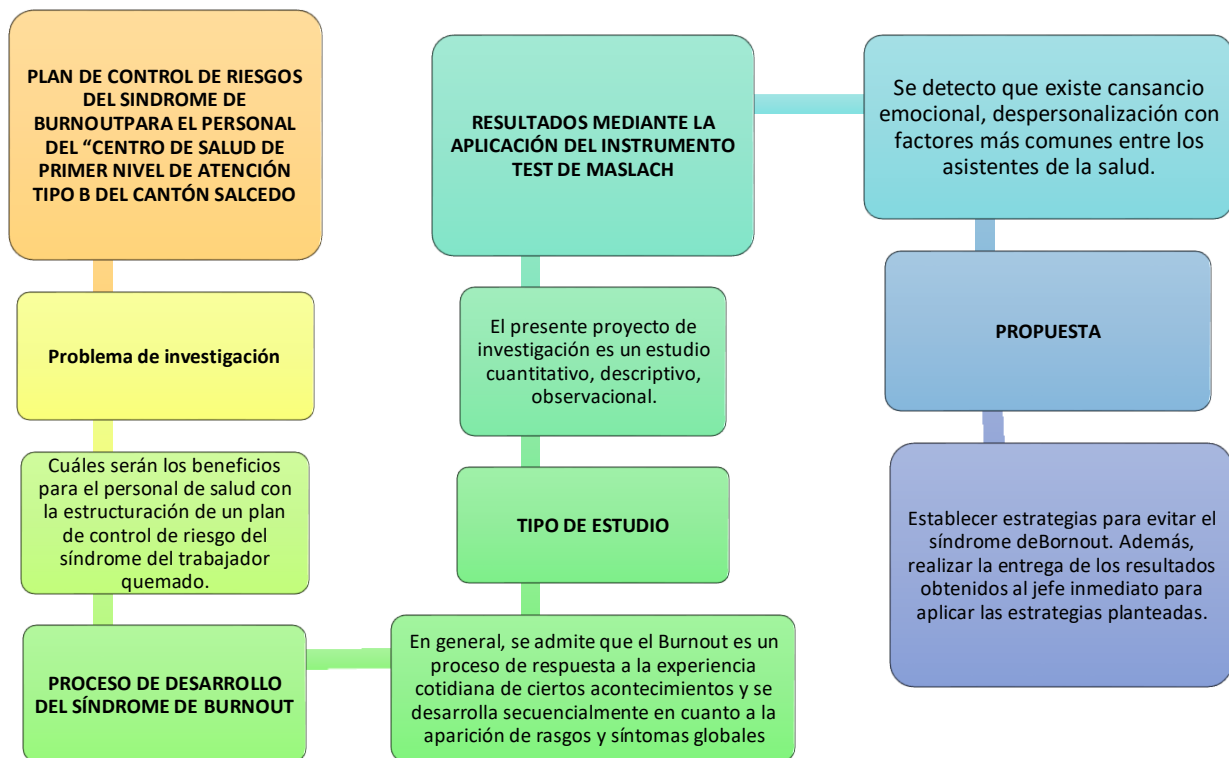 PLAN DE CONTROL DE RIESGOS
DEL SINDROME DE
BURNOUTPARA EL PERSONAL
DEL “CENTRO DE SALUD DE
PRIMER NIVEL DE ATENCIÓN
TIPO B DEL CANTÓN SALCEDO
Problema de investigación
Cuáles serán los beneficios
para el personal de salud con
la estructuración de un plan
de control de riesgo del
síndrome del trabajador
quemado.
PROCESO DE DESARROLLO
DEL SÍNDROME DE BURNOUT
En general, se admite que el Burnout es un
proceso de respuesta a la experiencia
cotidiana de ciertos acontecimientos y se
desarrolla secuencialmente en cuanto a la
aparición de rasgos y síntomas globales
TIPO DE ESTUDIO
El presente proyecto de
investigación es un estudio
cuantitativo, descriptivo,
observacional.
RESULTADOS MEDIANTE LA
APLICACIÓN DEL INSTRUMENTO
TEST DE MASLACH
Se detecto que existe cansancio
emocional, despersonalización con
factores más comunes entre los
asistentes de la salud.
PROPUESTA
Establecer estrategias para evitar el
síndrome deBornout. Además,
realizar la entrega de los resultados
obtenidos al jefe inmediato para
aplicar las estrategias planteadas.